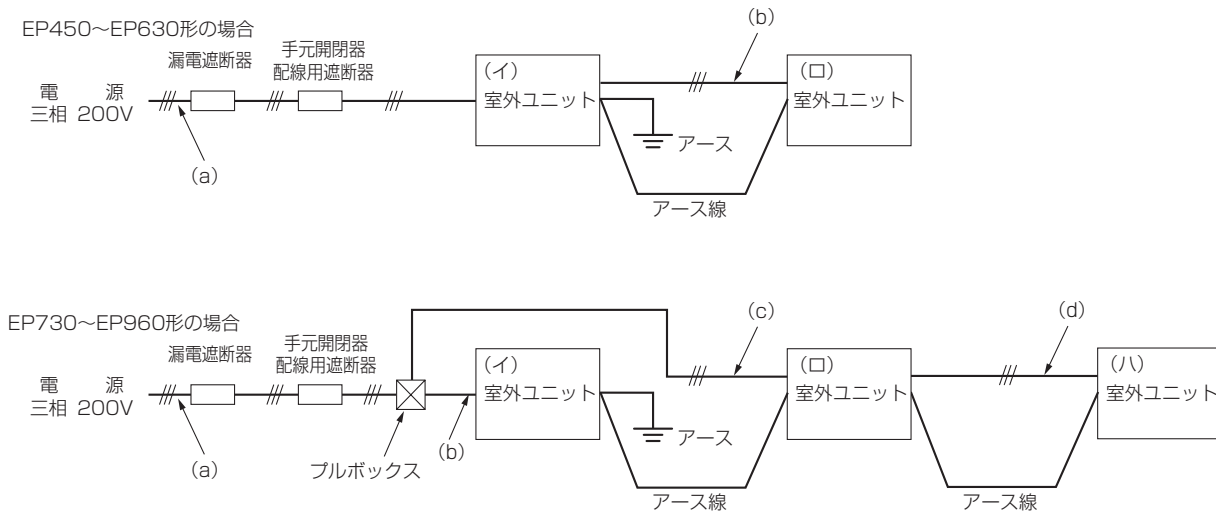 EP450～EP630形の場合
漏電遮断器
手元開閉器
配線用遮断器
電　源
三相 200V
(a)
(イ)
室外ユニット
アース
アース線
(b)
(ロ)
室外ユニット
EP730～EP960形の場合
漏電遮断器
手元開閉器
配線用遮断器
電　源
三相 200V
(a)
プルボックス
(b)
(イ)
室外ユニット
アース
アース線
(c)
(ロ)
室外ユニット
アース線
(d)
(ハ)
室外ユニット